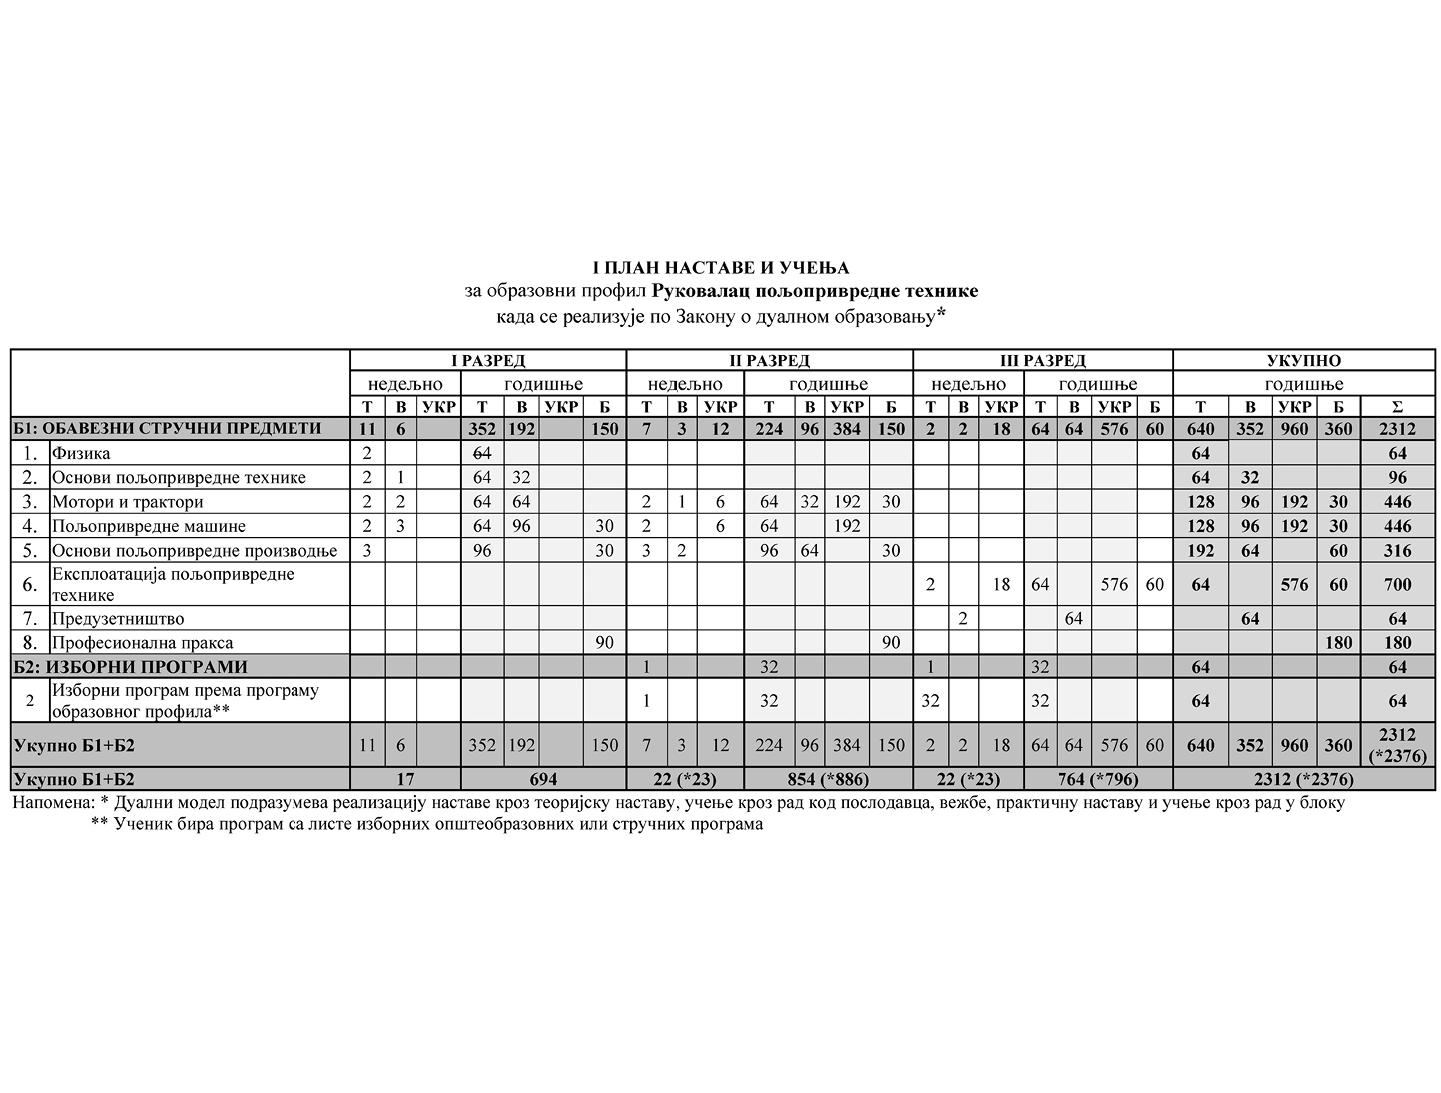 I ПЛАН НАСТАВЕ И УЧЕЊА
за образовни профил Руковалац пољопривредне технике
када се реализује по Закону о дуалном образовању*
I РАЗРЕД II РАЗРЕД III РАЗРЕД УКУПНО
недељно годишње недељно годишње недељно годишње годишње
Т В УКР Т В УКР Б Т В УКР Т В УКР Б Т В УКР Т В УКР Б Т В УКР Б Σ
Б1: ОБАВЕЗНИ СТРУЧНИ ПРЕДМЕТИ 11 6 352 192 150 7 3 12 224 96 384 150 2 2 18 64 64 576 60 640 352 960 360 2312
1. Физика 2 64 64 64
2. Основи пољопривредне технике 2 1 64 32 64 32 96
3. Мотори и трактори 2 2 64 64 2 1 6 64 32 192 30 128 96 192 30 446
4. Пољопривредне машине 2 3 64 96 30 2 6 64 192 128 96 192 30 446
5. Основи пољопривредне производње 3 96 30 3 2 96 64 30 192 64 60 316
6. Експлоатација пољопривредне
технике 2 18 64 576 60 64 576 60 700
7. Предузетништво 2 64 64 64
8. Професионална пракса 90 90 180 180
Б2: ИЗБОРНИ ПРОГРАМИ 1 32 1 32 64 64
2 Изборни програм према програму
образовног профила** 1 32 32 32 64 64
Укупно Б1+Б2 11 6 352 192 150 7 3 12 224 96 384 150 2 2 18 64 64 576 60 640 352 960 360 2312
(*2376)
Укупно Б1+Б2 17 694 22 (*23) 854 (*886) 22 (*23) 764 (*796) 2312 (*2376)
Напомена: * Дуални модел подразумева реализацију наставе кроз теоријску наставу, учење кроз рад код послодавца, вежбе, практичну наставу и учење кроз рад у блоку
** Ученик бира програм са листе изборних општеобразовних или стручних програма